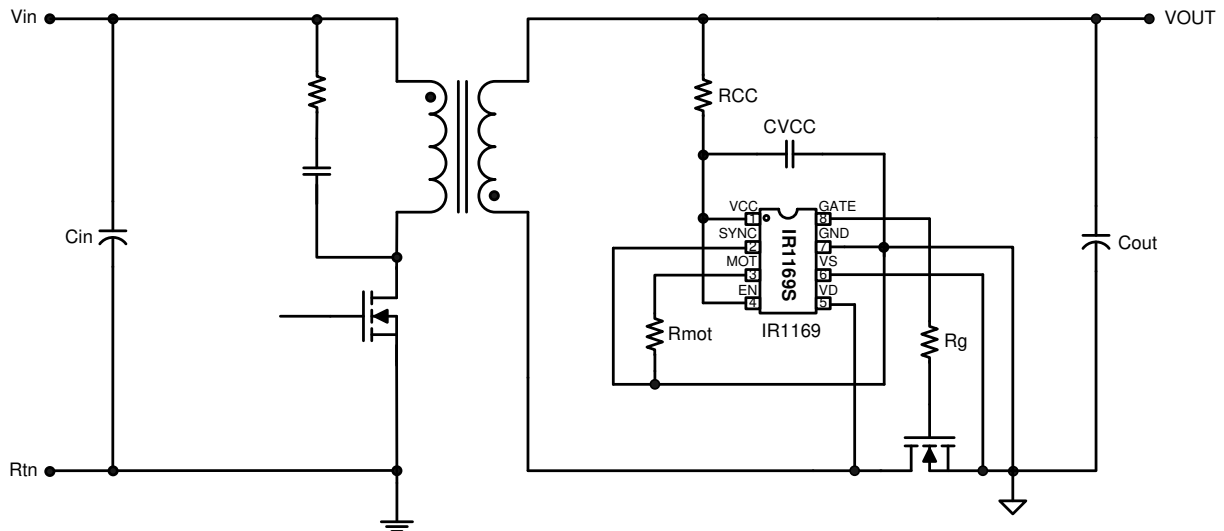 Vin
VOUT
RCC
CVCC
VCC
1
GATE
8
SYNC
2
GND
7
MOT
3
VS
6
EN
4
VD
5
IR1169S
IR1169
Cin
Cout
Rmot
Rg
Rtn